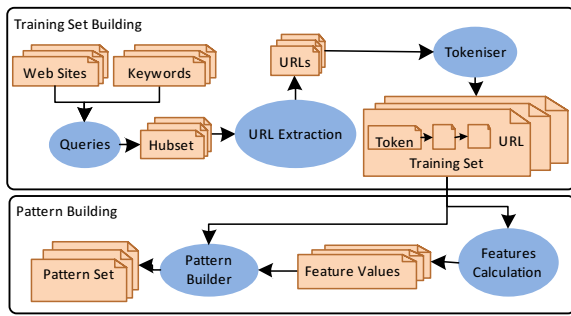 Training Set Building
Web Sites
Keywords
URLs
Tokeniser
Queries
Hubset
URL Extraction
Token
URL
Training Set
Pattern Building
Pattern Set
Pattern
Builder
Feature Values
Features
Calculation